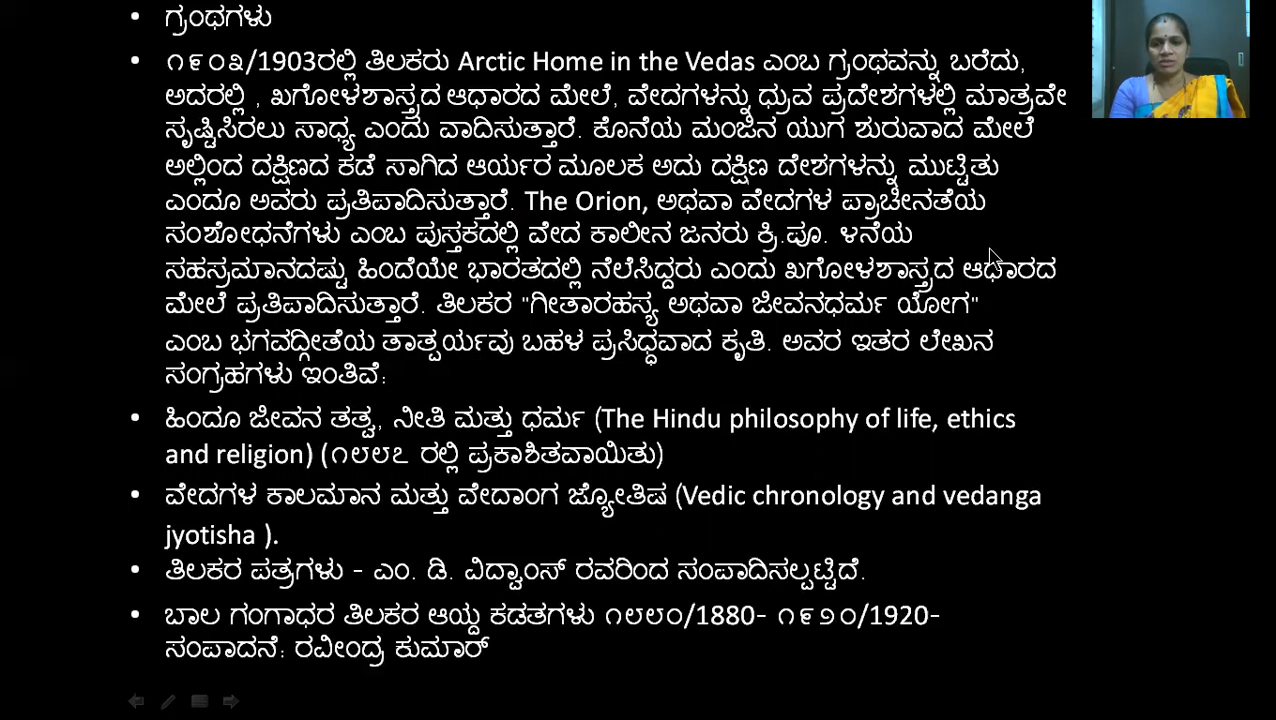 ಗ್ರಂಥಗಳು
೧೯೦೩/1903ರಲ್ಲಿ ತಿಲಕರು Arctic Home in the Vedas ಎಂಬ ಗ್ರಂಥವನ್ನು ಬರೆದು,
ಅದರಲ್ಲಿ , ಖಗೋಳಶಾಸ್ತ್ರದ ಆಧಾರದ ಮೇಲೆ, ವೇದಗಳನ್ನು ಧ್ರುವ ಪ್ರದೇಶಗಳಲ್ಲಿ ಮಾತ್ರವೇ
ಸೃಷ್ಟಿಸಿರಲು ಸಾಧ್ಯ ಎಂದು ವಾದಿಸುತ್ತಾರೆ. ಕೊನೆಯ ಮಂಜಿನ ಯುಗ ಶುರುವಾದ ಮೇಲೆ
ಅಲ್ಲಿಂದ ದಕ್ಷಿಣದ ಕಡೆ ಸಾಗಿದ ಆರ್ಯರ ಮೂಲಕ ಅದು ದಕ್ಷಿಣ ದೇಶಗಳನ್ನು ಮುಟ್ಟಿತು
ಎಂದೂ ಅವರು ಪ್ರತಿಪಾದಿಸುತ್ತಾರೆ. The Orion, ಅಥವಾ ವೇದಗಳ ಪ್ರಾಚೀನತೆಯ
ಸಂಶೋಧನೆಗಳು ಎಂಬ ಪುಸ್ತಕದಲ್ಲಿ ವೇದ ಕಾಲೀನ ಜನರು ಕ್ರಿ.ಪೂ. ೪ನೆಯ
ಸಹಸ್ರಮಾನದಷ್ಟು ಹಿಂದೆಯೇ ಭಾರತದಲ್ಲಿ ನೆಲೆಸಿದ್ದರು ಎಂದು ಖಗೋಳಶಾಸ್ತ್ರದ ಆಧಾರದ
ಮೇಲೆ ಪ್ರತಿಪಾದಿಸುತ್ತಾರೆ. ತಿಲಕರ "ಗೀತಾರಹಸ್ಯ ಅಥವಾ ಜೀವನಧರ್ಮ ಯೋಗ"
ಎಂಬ ಭಗವದ್ಗೀತೆಯ ತಾತ್ಪರ್ಯವು ಬಹಳ ಪ್ರಸಿದ್ಧವಾದ ಕೃತಿ. ಅವರ ಇತರ ಲೇಖನ
ಸಂಗ್ರಹಗಳು ಇಂತಿವೆ:
ಹಿಂದೂ ಜೀವನ ತತ್ವ, ನೀತಿ ಮತ್ತು ಧರ್ಮ (The Hindu philosophy of life, ethics
and religion) (೧೮೮೭ ರಲ್ಲಿ ಪ್ರಕಾಶಿತವಾಯಿತು)
ವೇದಗಳ ಕಾಲಮಾನ ಮತ್ತು ವೇದಾಂಗ ಜ್ಯೋತಿಷ (Vedic chronology and vedanga
jyotisha ).
ತಿಲಕರ ಪತ್ರಗಳು - ಎಂ. ಡಿ. ವಿದ್ವಾಂಸ್ ರವರಿಂದ ಸಂಪಾದಿಸಲ್ಪಟ್ಟಿದೆ.
ಬಾಲ ಗಂಗಾಧರ ತಿಲಕರ ಆಯ್ದ ಕಡತಗಳು ೧೮೮೦/1880- ೧೯೨೦/1920-
ಸಂಪಾದನೆ: ರವೀಂದ್ರ ಕುಮಾರ್